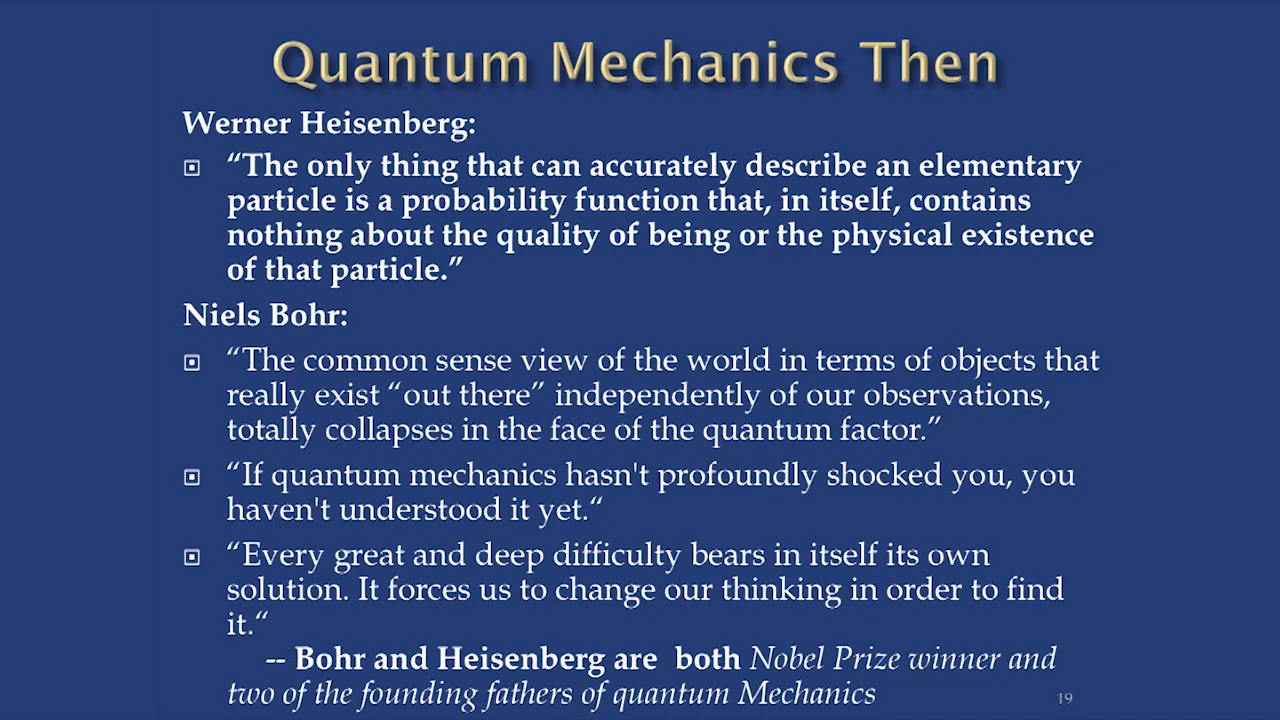 Quantum Mechanics Then
Werner Heisenberg:
“The only thing that can accurately describe an elementary
particle is a probability function that, in itself, contains
nothing about the quality of being or the physical existence
of that particle.”
Niels Bohr:
“The common sense view of the world in terms of objects that
really exist “out there” independently of our observations,
totally collapses in the face of the quantum factor.”
“If quantum mechanics hasn't profoundly shocked you, you
haven't understood it yet.“
“Every great and deep difficulty bears in itself its own
solution. It forces us to change our thinking in order to find
it.“
-- Bohr and Heisenberg are both Nobel Prize winner and
two of the founding fathers of quantum Mechanics
19